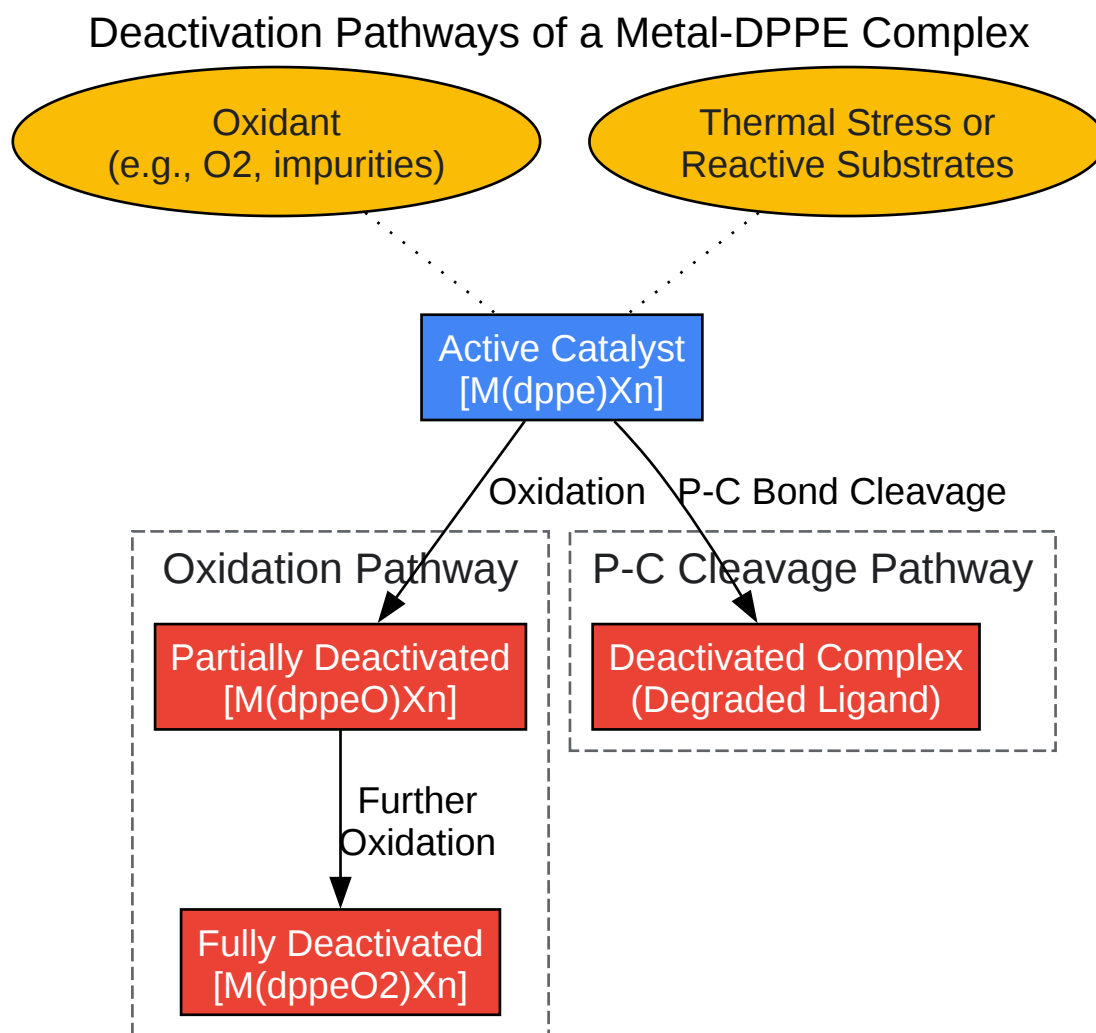 Deactivation Pathways of a Metal-DPPE Complex
Oxidant
(e.g., O2, impurities)
Thermal Stress or
Reactive Substrates
Active Catalyst
[M(dppe)Xn]
Oxidation
P-C Bond Cleavage
Oxidation Pathway
P-C Cleavage Pathway
Partially Deactivated
[M(dppeO)Xn]
Deactivated Complex
(Degraded Ligand)
Further
Oxidation
Fully Deactivated
[M(dppeO2)Xn]